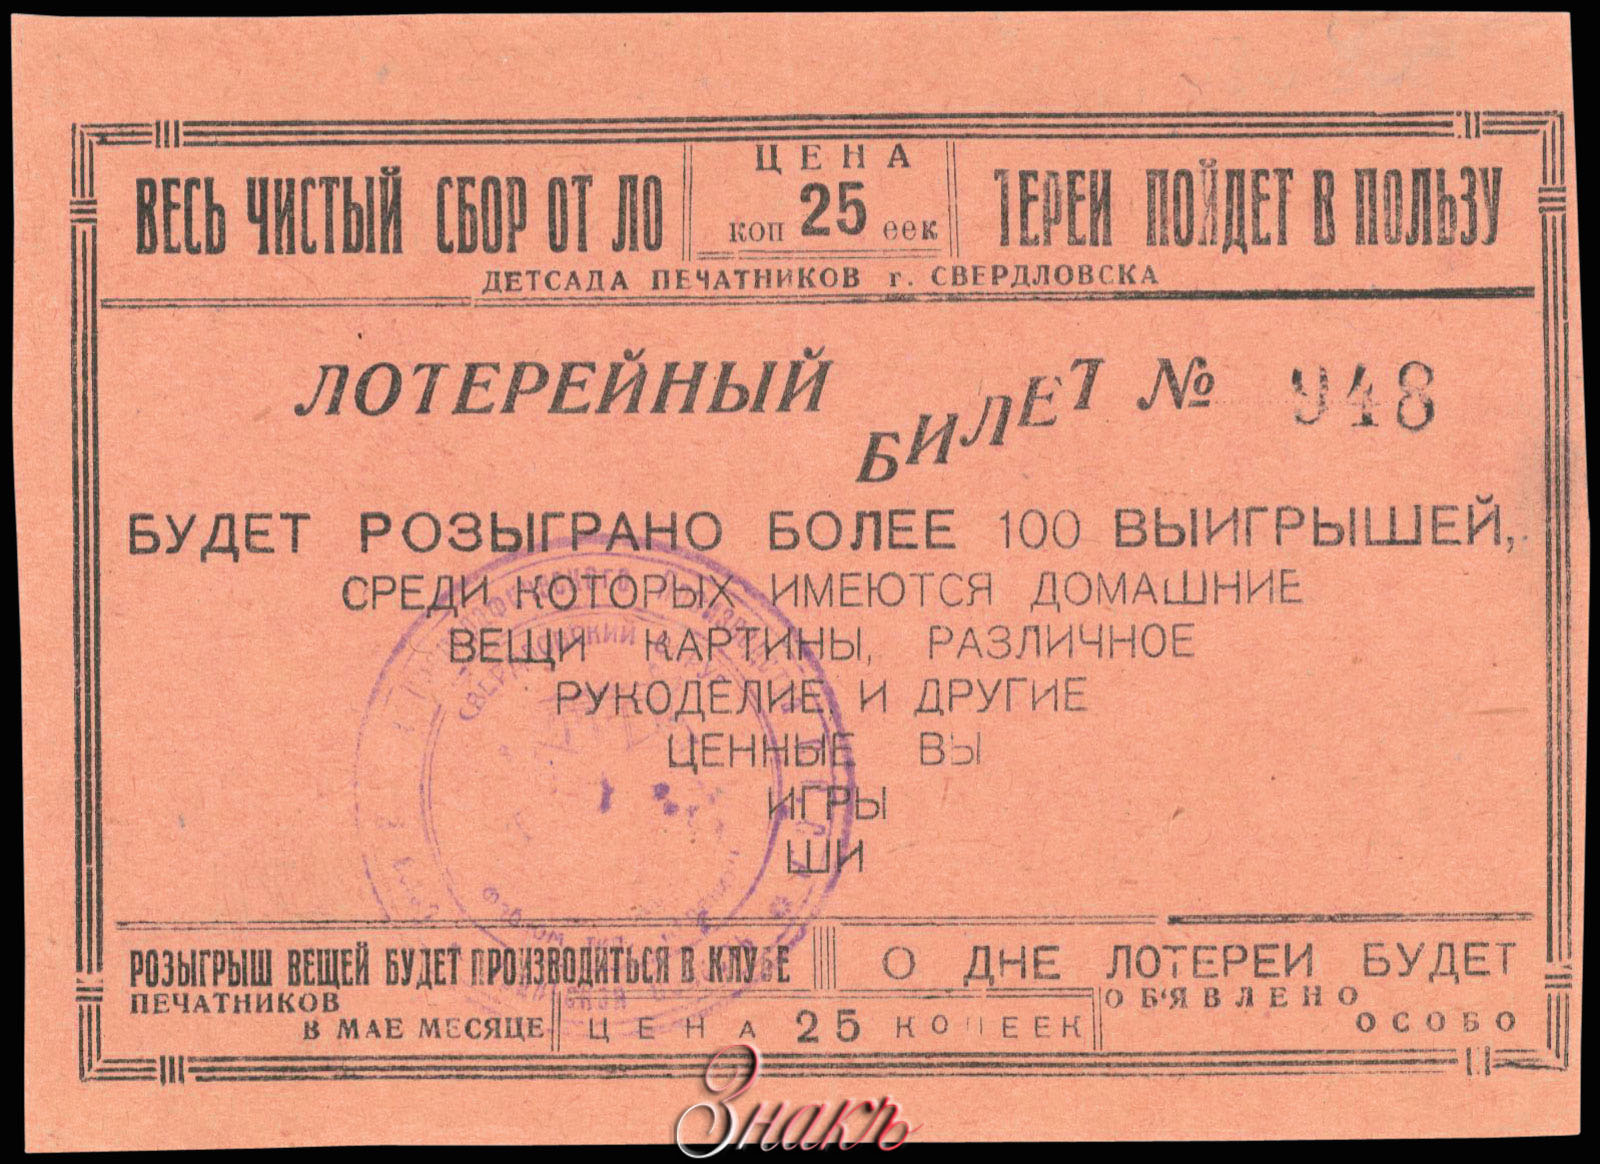 ВЕСЬ ЧИСТЫЙ СБОР ОТ ЛО
ЦЕНА
КОП 25 ЕЕК
ТЕРЕИ ПОЙДЕТ В ПОЛЬЗУ
ДЕТСАДА ПЕЧАТНИКОВ г. СВЕРДЛОВСКА
ЛОТЕРЕЙНЫЙ БИЛЕТ № 948
БУДЕТ РОЗЫГРАНО БОЛЕЕ 100 ВЫИГРЫШЕЙ,
СРЕДИ КОТОРЫХ ИМЕЮТСЯ ДОМАШНИЕ
ВЕЩИ КАРТИНЫ, РАЗЛИЧНОЕ
РУКОДЕЛИЕ И ДРУГИЕ
ЦЕННЫЕ ВЫ
ИГРЫ
ШИ
РОЗЫГРЫШ ВЕЩЕЙ БУДЕТ ПРОИЗВОДИТЬСЯ В КЛУБЕ
ПЕЧАТНИКОВ
В МАЕ МЕСЯЦЕ
ЦЕНА 25 КОПЕЕК
О ДНЕ ЛОТЕРЕИ БУДЕТ
ОБ'ЯВЛЕНО
ОСОБО
Знакъ